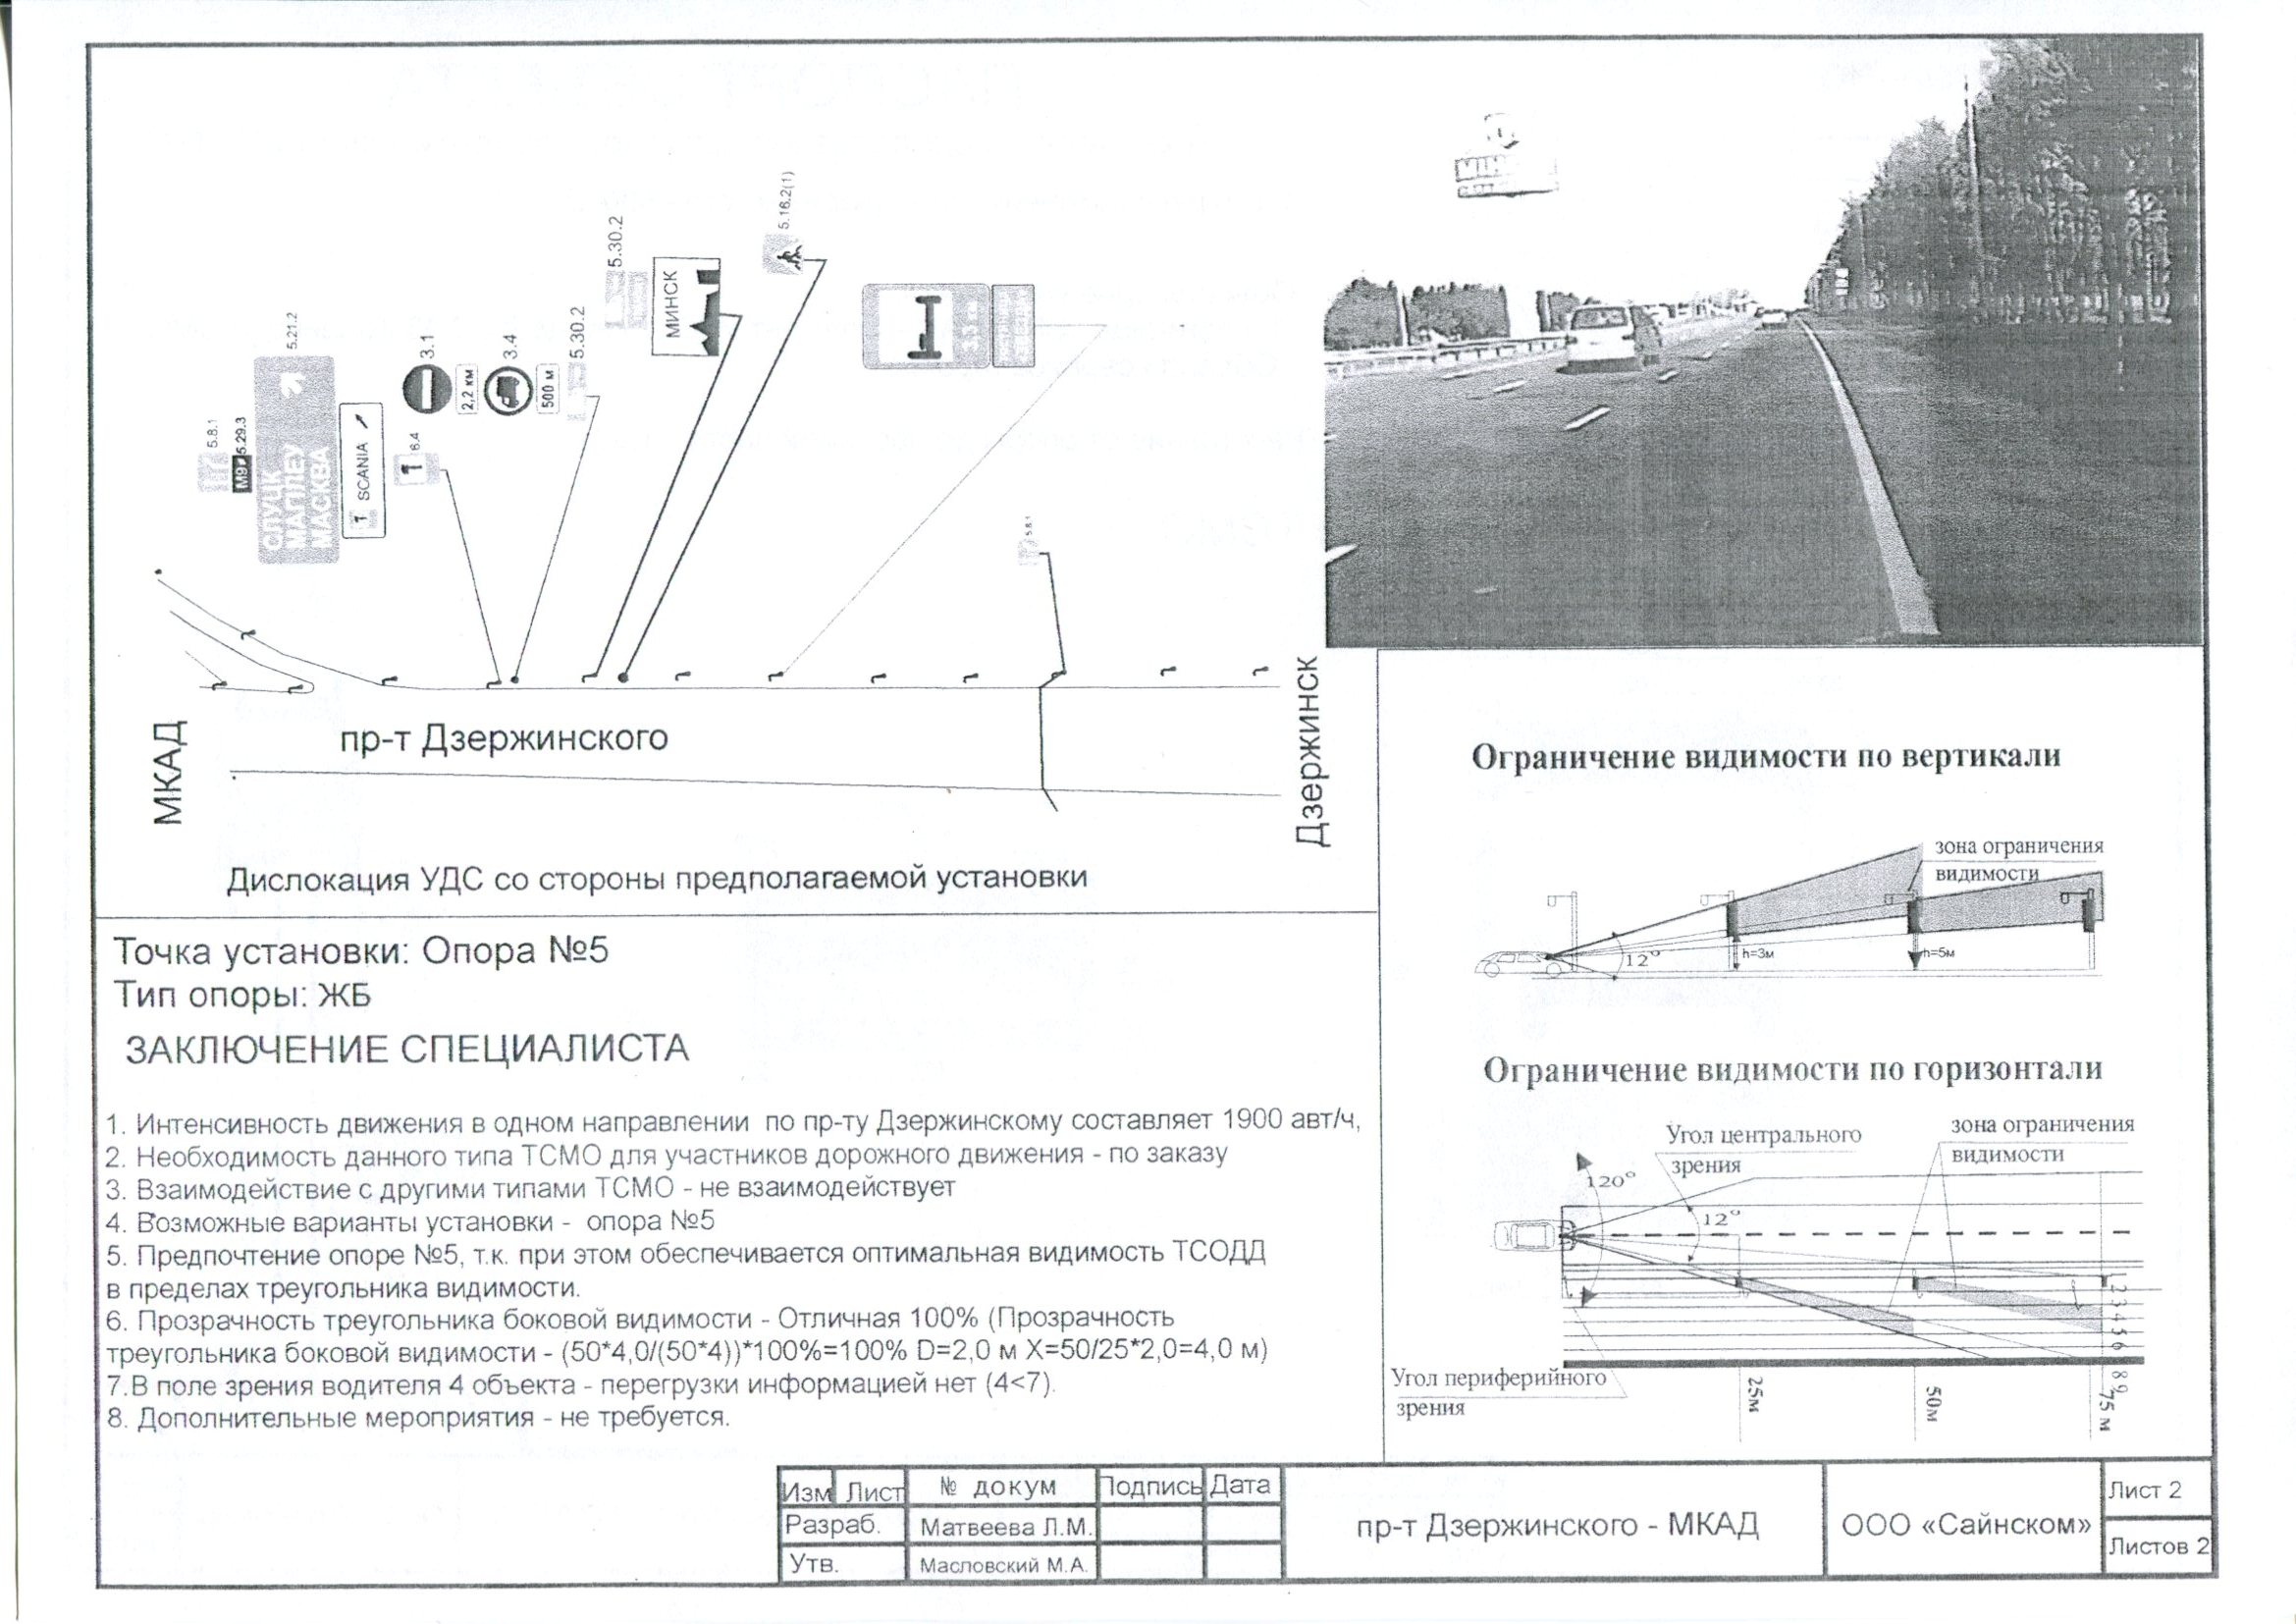 5.8.1
М9 5.29.3
5.21.2
МАГІЛЕЎ
МАСКВА
SCANIA
6.4
3.1
2,2 км
3.4
500 м
5.30.2
5.30.2
МИНСК
5.16.2(1)
5.8.1
МКАД
пр-т Дзержинского
Дзержинск
Дислокация УДС со стороны предполагаемой установки
Точка установки: Опора №5
Тип опоры: ЖБ
ЗАКЛЮЧЕНИЕ СПЕЦИАЛИСТА
1. Интенсивность движения в одном направлении по пр-ту Дзержинскому составляет 1900 авт/ч,
2. Необходимость данного типа ТСМО для участников дорожного движения - по заказу
3. Взаимодействие с другими типами ТСМО - не взаимодействует
4. Возможные варианты установки - опора №5
5. Предпочтение опоре №5, т.к. при этом обеспечивается оптимальная видимость ТСОДД
в пределах треугольника видимости.
6. Прозрачность треугольника боковой видимости - Отличная 100% (Прозрачность
треугольника боковой видимости - (50*4,0/(50*4))*100%=100% D=2,0 м X=50/25*2,0=4,0 м)
7.В поле зрения водителя 4 объекта - перегрузки информацией нет (4<7).
8. Дополнительные мероприятия - не требуется.
Ограничение видимости по вертикали
зона ограничения
видимости
12°
h=3м
h=5м
Ограничение видимости по горизонтали
Угол центрального
зрения
зона ограничения
видимости
120°
12°
Угол периферийного
зрения
25м
50м
75 м
Изм Лист № докум Подпись Дата
Разраб. Матвеева Л.М.
Утв. Масловский М.А.
пр-т Дзержинского - МКАД
ООО «Сайнском»
Лист 2
Листов 2